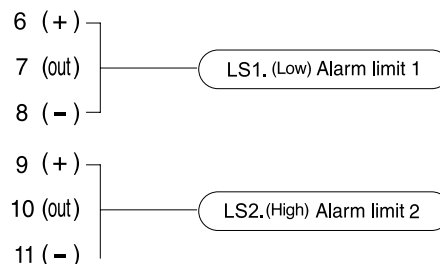 6 (+)
7 (out)
8 (−)
LS1. (Low) Alarm limit 1
9 (+)
10 (out)
11 (−)
LS2. (High) Alarm limit 2